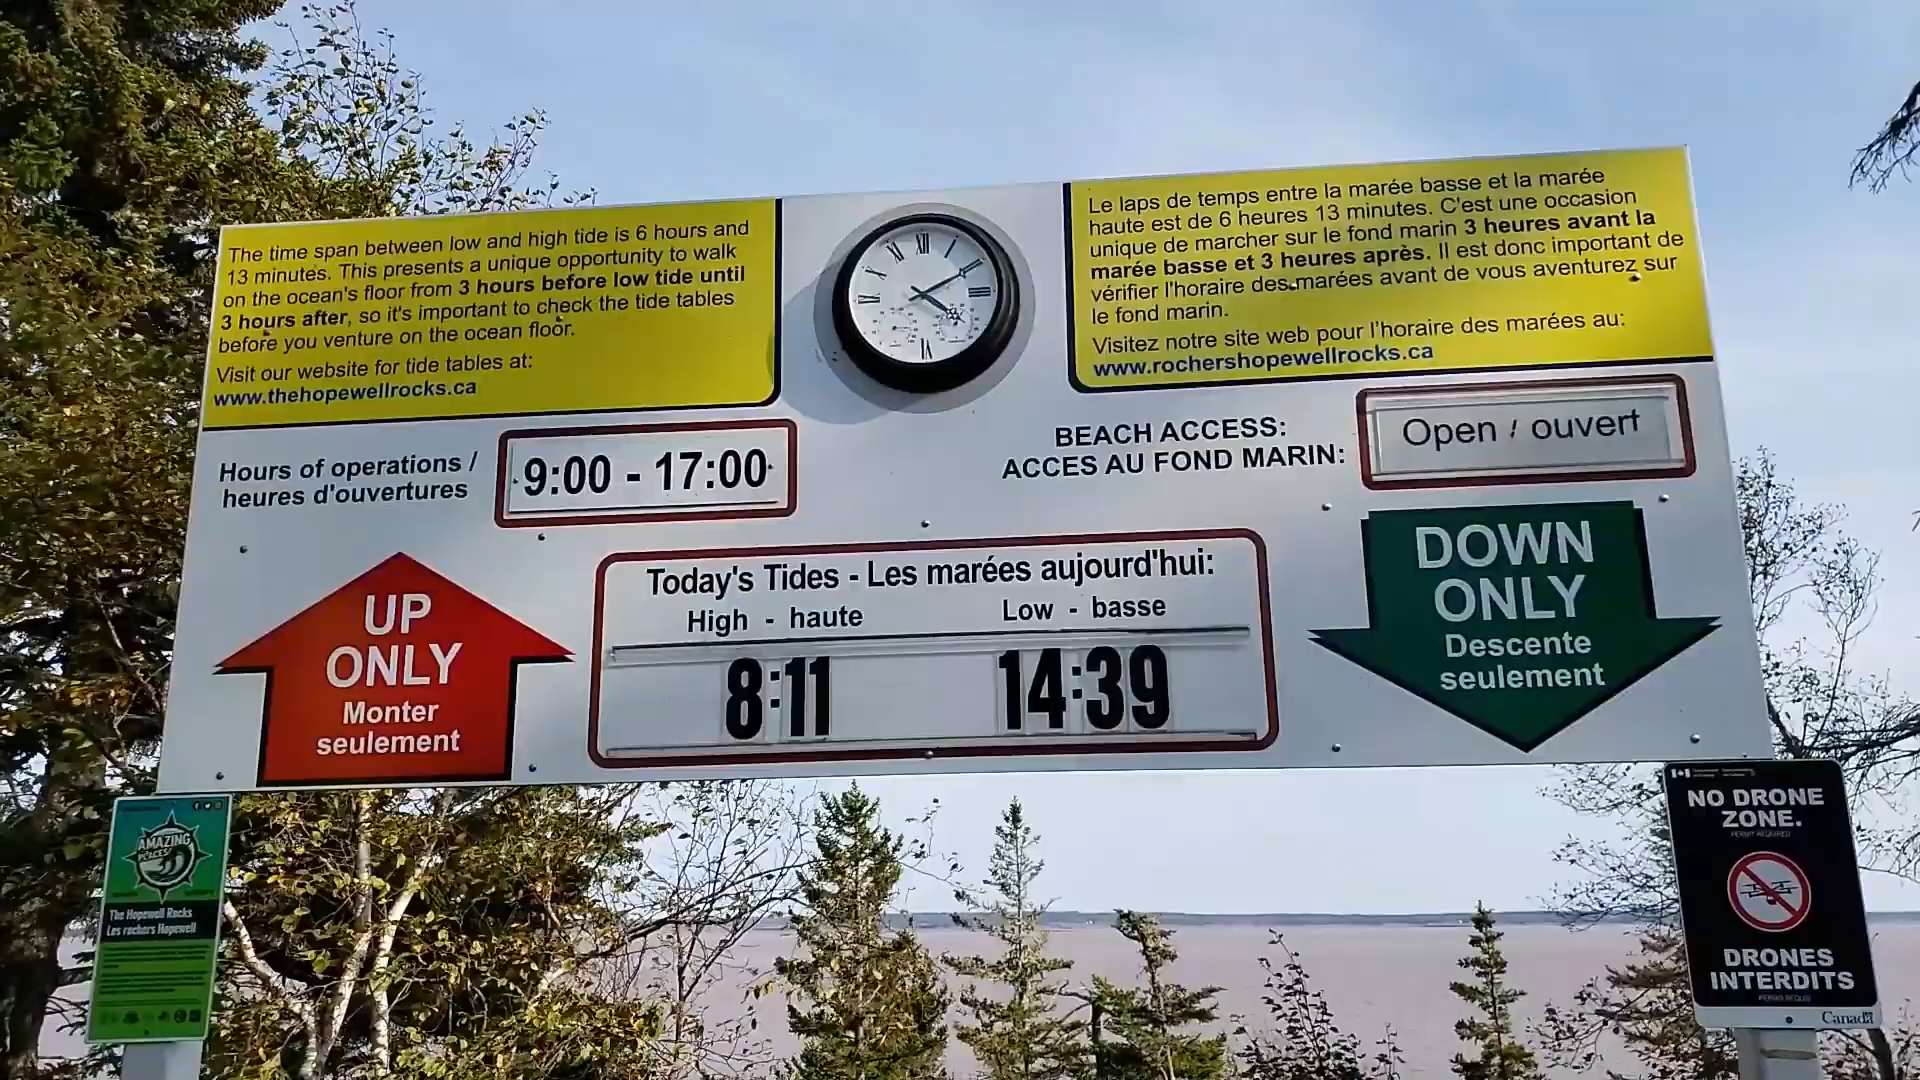 The time span between low and high tide is 6 hours and
13 minutes. This presents a unique opportunity to walk
on the ocean's floor from 3 hours before low tide until
3 hours after, so it's important to check the tide tables
before you venture on the ocean floor.
Visit our website for tide tables at:
www.thehopewellrocks.ca
Le laps de temps entre la marée basse et la marée
haute est de 6 heures 13 minutes. C'est une occasion
unique de marcher sur le fond marin 3 heures avant la
marée basse et 3 heures après. Il est donc important de
vérifier l'horaire des marées avant de vous aventurez sur
le fond marin.
Visitez notre site web pour l'horaire des marées au:
www.rochershopewellrocks.ca
Hours of operations /
heures d'ouvertures
9:00 - 17:00
BEACH ACCESS:
ACCES AU FOND MARIN:
Open / ouvert
UP
ONLY
Monter
seulement
Today's Tides - Les marées aujourd'hui:
High - haute Low - basse
8:11 14:39
DOWN
ONLY
Descente
seulement
AMAZING
PLACES
The Hopewell Rocks
Les rochers Hopewell
NO DRONE
ZONE.
PERMIT REQUIRED
DRONES
INTERDITS
PERMIS REQUIS
Canada